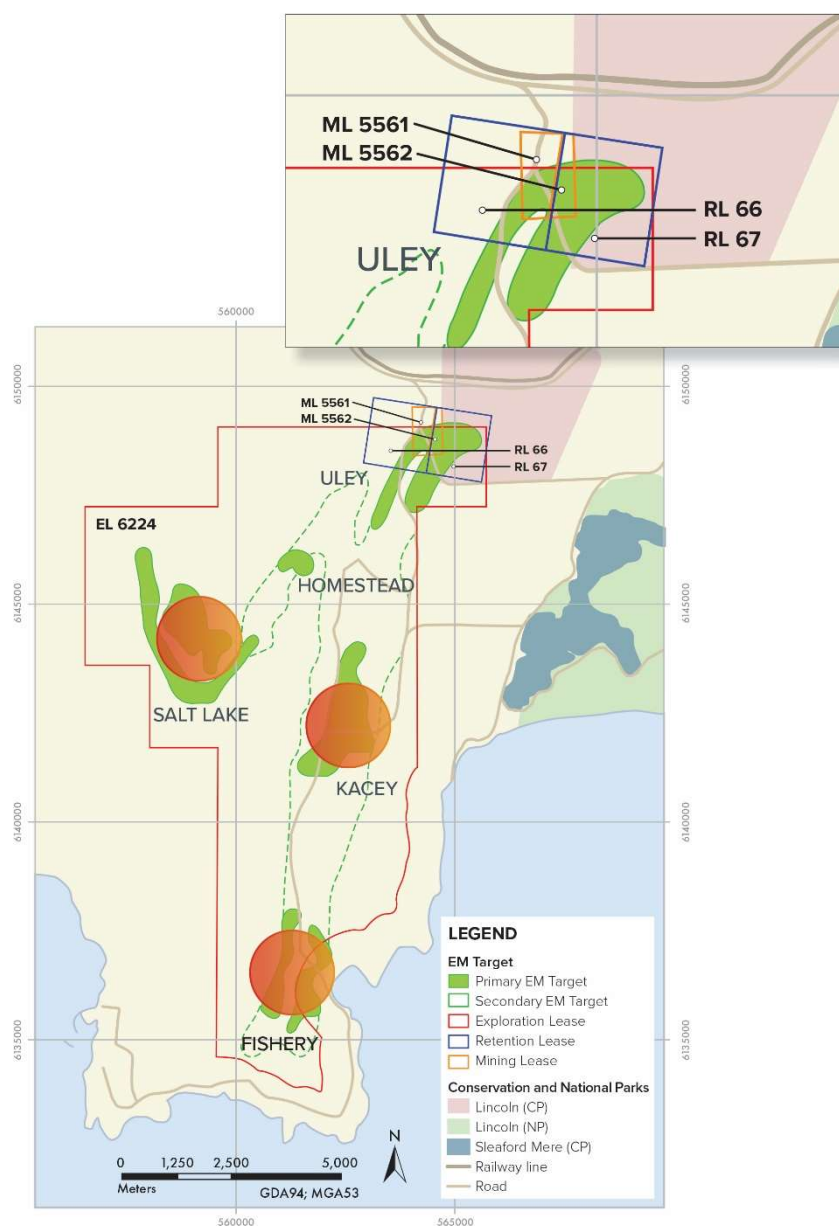 ML 5561
ML 5562
RL 66
RL 67
ULEY
560000
6150000
6150000
ML 5561
ML 5562
RL 66
RL 67
ULEY
EL 6224
HOMESTEAD
6145000
6145000
SALT LAKE
KACEY
6140000
6140000
LEGEND
EM Target
Primary EM Target
Secondary EM Target
Exploration Lease
Retention Lease
Mining Lease
Conservation and National Parks
Lincoln (CP)
Lincoln (NP)
Sleaford Mere (CP)
Railway line
Road
6135000
6135000
FISHERY
N
0 1,250 2,500 5,000
Meters
GDA94; MGA53
560000
565000